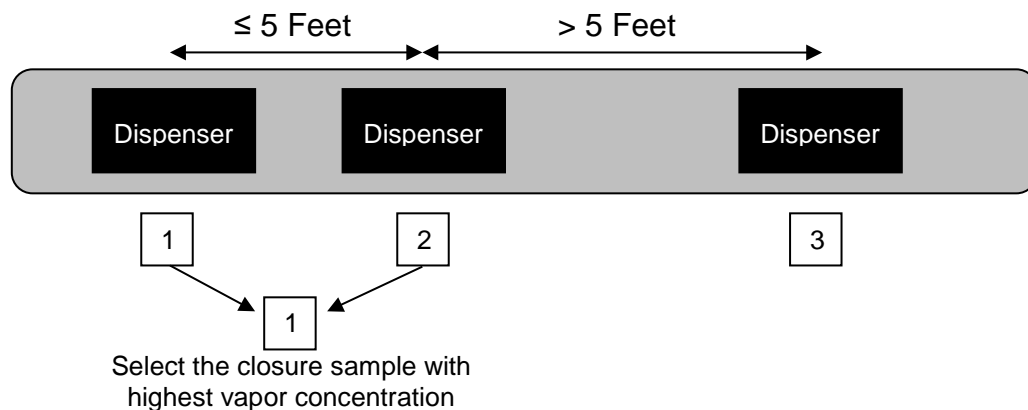 ≤ 5 Feet > 5 Feet
Dispenser Dispenser Dispenser
1 2 3
1
Select the closure sample with
highest vapor concentration